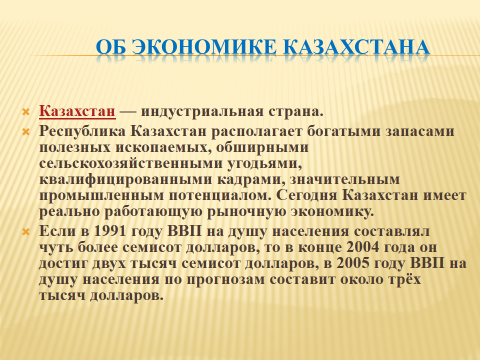 ОБ ЭКОНОМИКЕ КАЗАХСТАНА
Казахстан — индустриальная страна.
Республика Казахстан располагает богатыми запасами
полезных ископаемых, обширными
сельскохозяйственными угодьями,
квалифицированными кадрами, значительным
промышленным потенциалом. Сегодня Казахстан имеет
реально работающую рыночную экономику.
Если в 1991 году ВВП на душу населения составлял
чуть более семисот долларов, то в конце 2004 года он
достиг двух тысяч семисот долларов, в 2005 году ВВП на
душу населения по прогнозам составит около трёх
тысяч долларов.